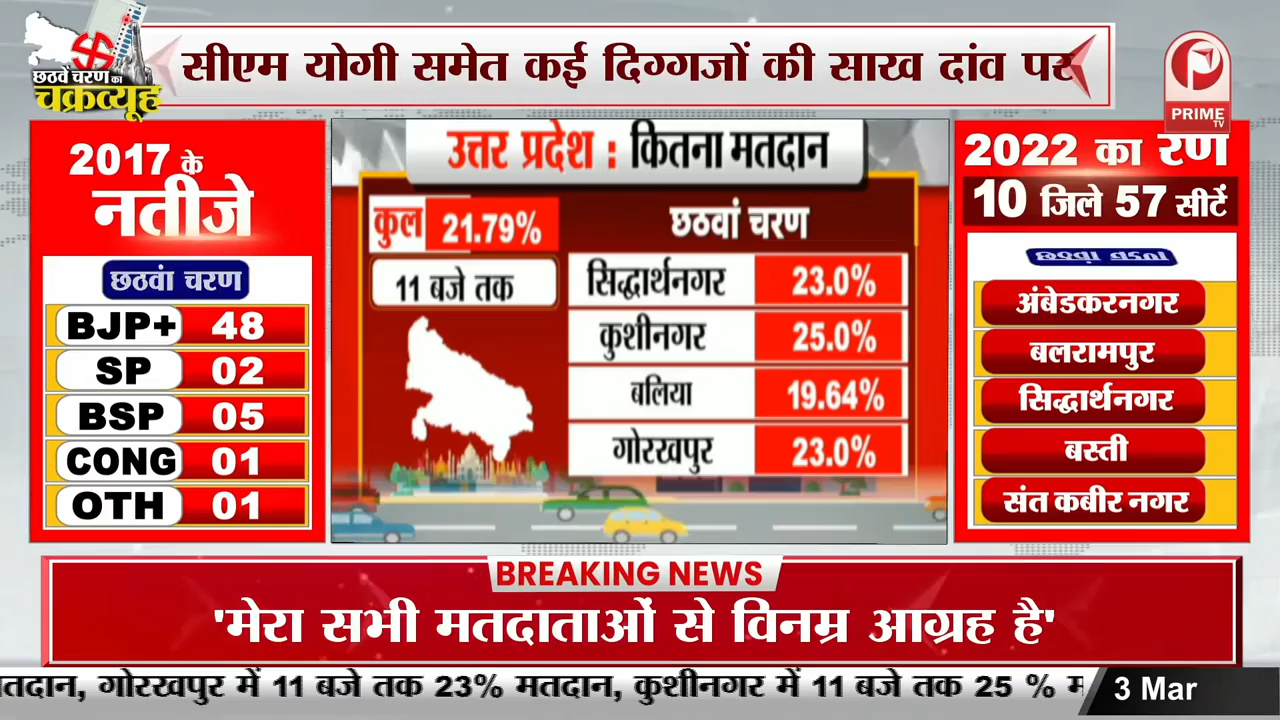 छठवें चरण का
चक्रव्यूह
सीएम योगी समेत कई दिग्गजों की साख दांव पर
PRIME
TV
2017 के
नतीजे
छठवां चरण
BJP+ 48
SP 02
BSP 05
CONG 01
OTH 01
उत्तर प्रदेश : कितना मतदान
कुल 21.79%
11 बजे तक
छठवां चरण
सिद्धार्थनगर 23.0%
कुशीनगर 25.0%
बलिया 19.64%
गोरखपुर 23.0%
2022 का रण
10 जिले 57 सीटें
अंबेडकरनगर
बलरामपुर
सिद्धार्थनगर
बस्ती
संत कबीर नगर
BREAKING NEWS
'मेरा सभी मतदाताओं से विनम्र आग्रह है'
गोरखपुर में 11 बजे तक 23% मतदान, कुशीनगर में 11 बजे तक 25 %
3 Mar